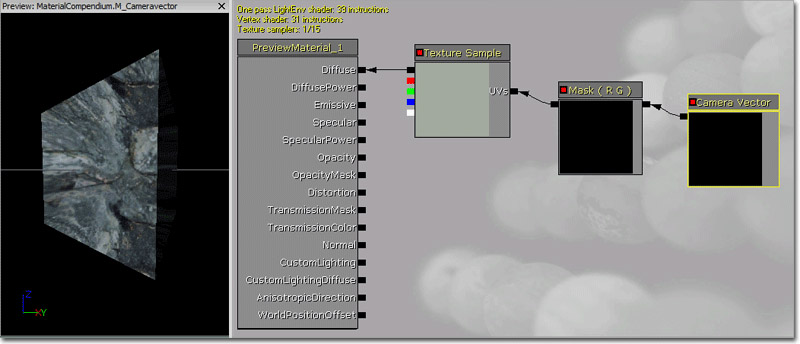 Preview: MaterialCompendium.M_Cameravector
X
Z
XY
One pass LightEnv shader: 38 instructions
Vertex shader: 31 instructions
Texture samplers: 1/15
PreviewMaterial_1
Diffuse
DiffusePower
Emissive
Specular
SpecularPower
Opacity
OpacityMask
Distortion
TransmissionMask
TransmissionColor
Normal
CustomLighting
CustomLightingDiffuse
AnisotropicDirection
WorldPositionOffset
Texture Sample
UVs
Mask ( R G )
Camera Vector